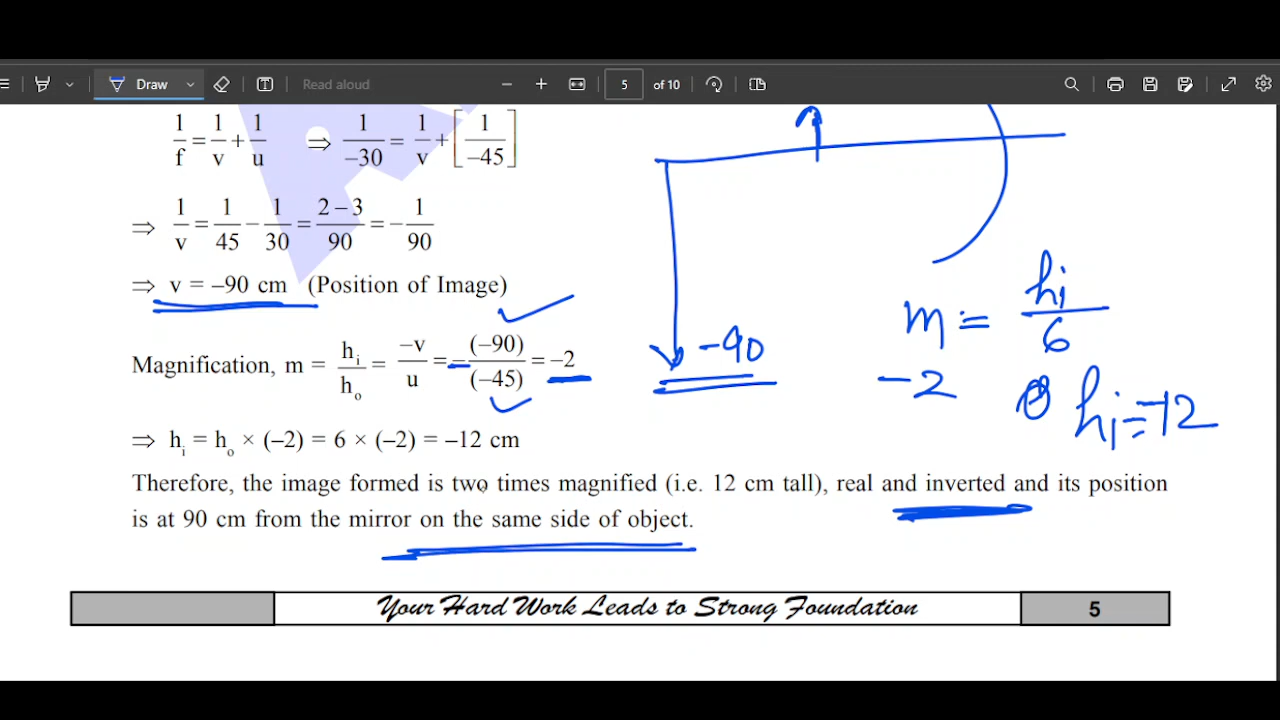 Draw
Read aloud
5 of 10
1/f = 1/v + 1/u ⇒ 1/–30 = 1/v + [1/–45]
⇒ 1/v = 1/45 – 1/30 = 2 – 3/90 = – 1/90
⇒ v = –90 cm (Position of Image)
Magnification, m = hi/ho = –v/u = – (–90)/(–45) = –2
⇒ hi = ho × (–2) = 6 × (–2) = –12 cm
Therefore, the image formed is two times magnified (i.e. 12 cm tall), real and inverted and its position
is at 90 cm from the mirror on the same side of object.
-90
m = hi/6
-2
hi = -12
Your Hard Work Leads to Strong Foundation
5